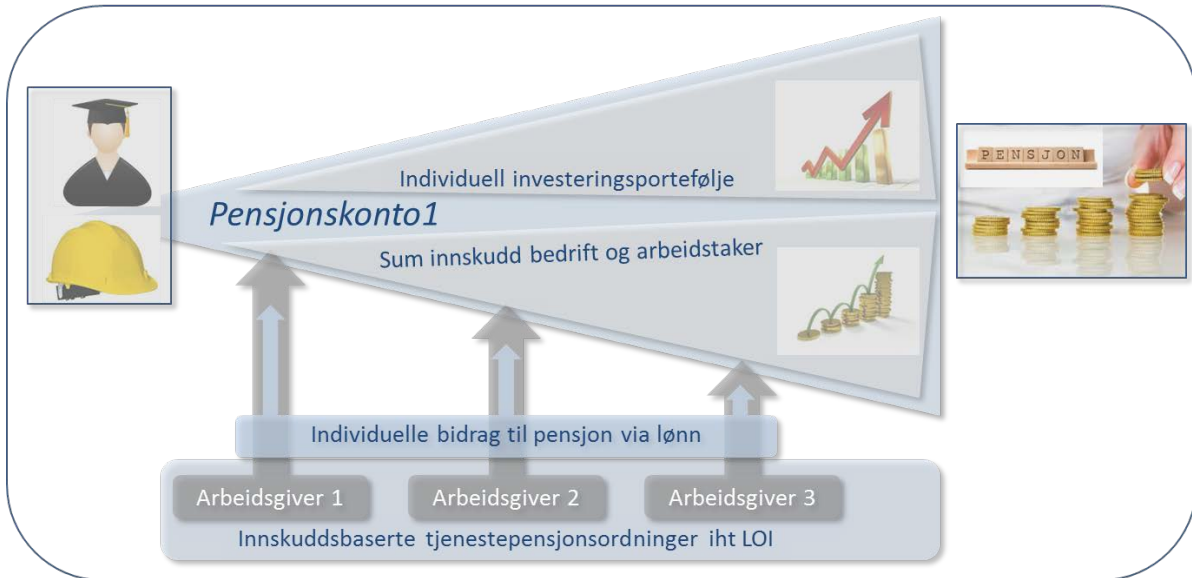 Individuell investeringsportefølje
PENSJON
Pensjonskonto1
Sum innskudd bedrift og arbeidstaker
Individuelle bidrag til pensjon via lønn
Arbeidsgiver 1
Arbeidsgiver 2
Arbeidsgiver 3
Innskuddsbaserte tjenestepensjonsordninger iht LOI